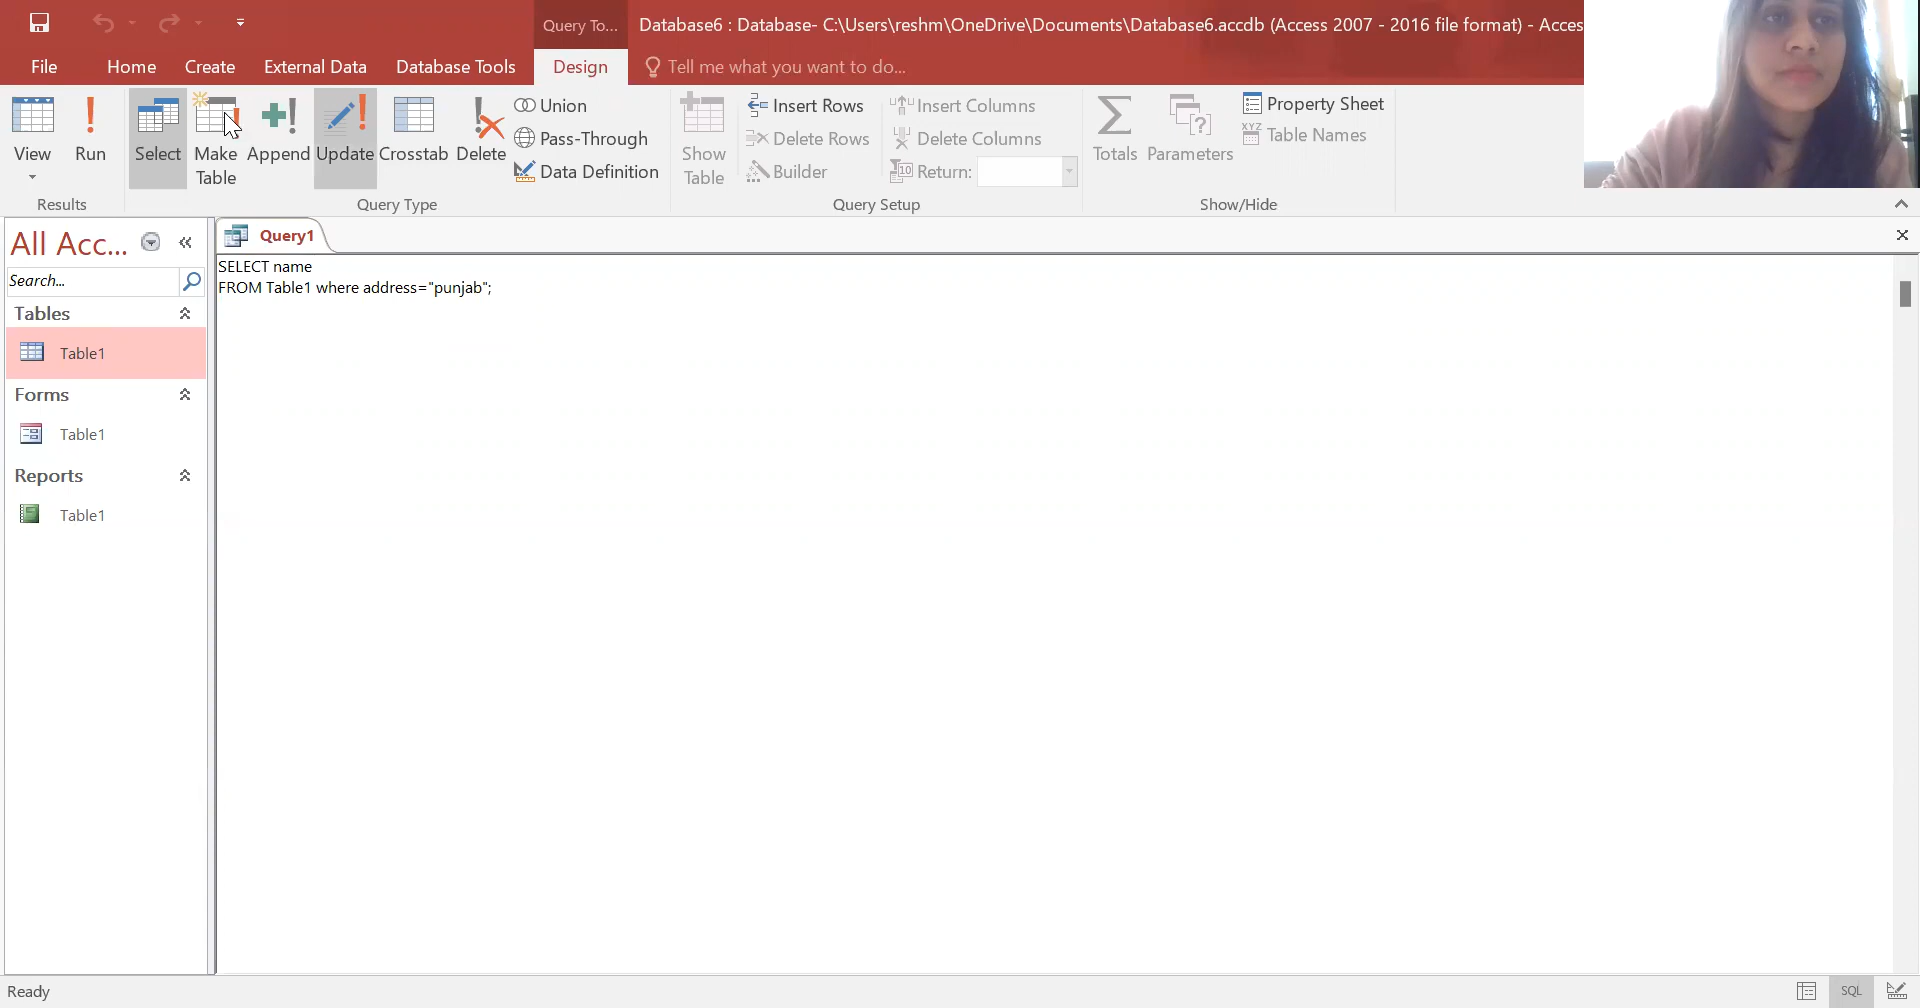 Query To...
Database6 : Database- C:\Users\reshm\OneDrive\Documents\Database6.accdb (Access 2007 - 2016 file format) - Acces
File
Home
Create
External Data
Database Tools
Design
Tell me what you want to do...
View
Run
Results
Select
Make Table
Append
Update
Crosstab
Delete
Union
Pass-Through
Data Definition
Query Type
Show Table
Insert Rows
Delete Rows
Builder
Insert Columns
Delete Columns
Return:
Query Setup
Totals
Parameters
Property Sheet
Table Names
Show/Hide
All Acc...
Search...
Tables
Table1
Forms
Table1
Reports
Table1
Query1
SELECT name
FROM Table1 where address="punjab";
Ready
SQL